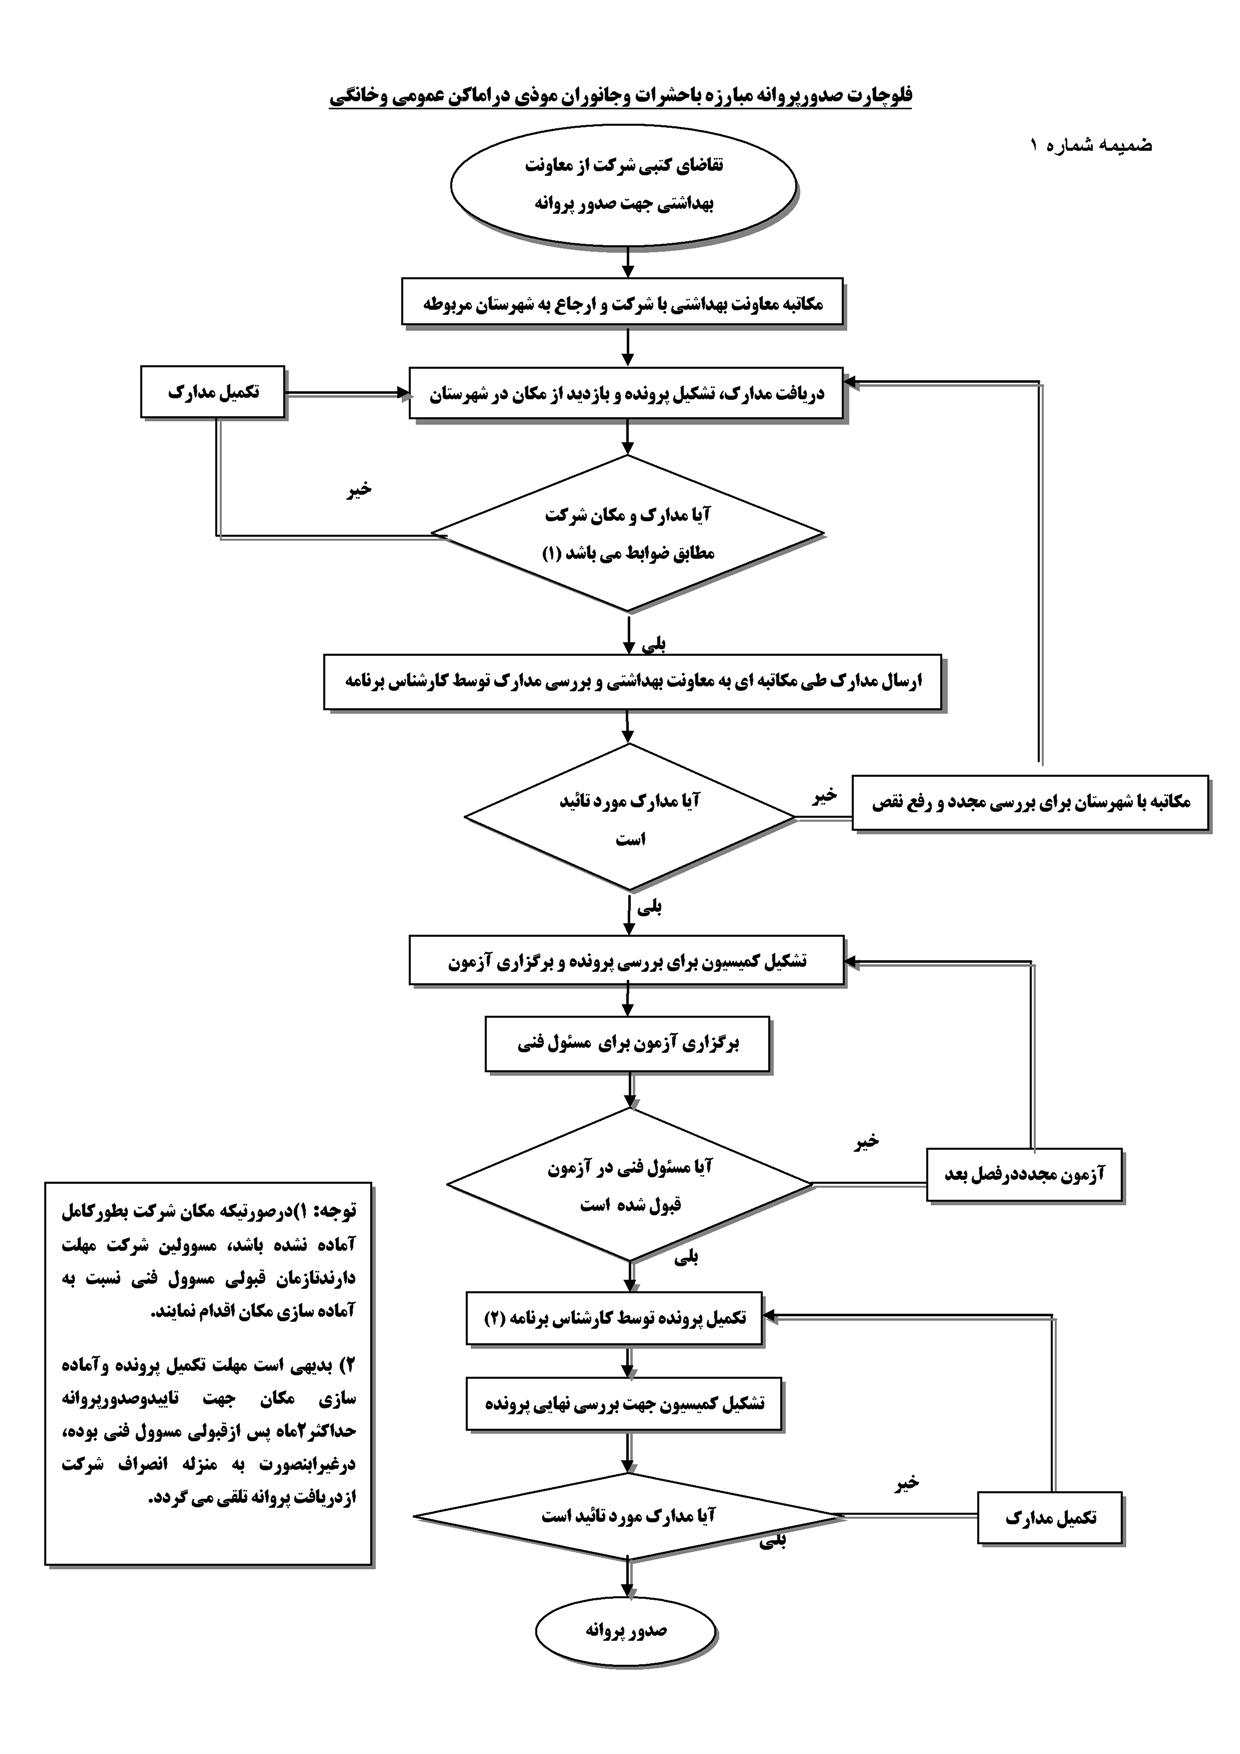 فلوچارت صدورپروانه مبارزه باحشرات وجانوران موذی دراماکن عمومی وخانگی
ضمیمه شماره ۱
تقاضای کتبی شرکت از معاونت
بهداشتی جهت صدور پروانه
مکاتبه معاونت بهداشتی با شرکت و ارجاع به شهرستان مربوطه
دریافت مدارک، تشکیل پرونده و بازدید از مکان در شهرستان
تکمیل مدارک
خیر
آیا مدارک و مکان شرکت
مطابق ضوابط می باشد (۱)
بلی
ارسال مدارک طی مکاتبه ای به معاونت بهداشتی و بررسی مدارک توسط کارشناس برنامه
آیا مدارک مورد تائید
است
خیر
مکاتبه با شهرستان برای بررسی مجدد و رفع نقص
بلی
تشکیل کمیسیون برای بررسی پرونده و برگزاری آزمون
برگزاری آزمون برای مسئول فنی
آیا مسئول فنی در آزمون
قبول شده است
خیر
آزمون مجدددرفصل بعد
بلی
تکمیل پرونده توسط کارشناس برنامه (۲)
تشکیل کمیسیون جهت بررسی نهایی پرونده
آیا مدارک مورد تائید است
خیر
تکمیل مدارک
بلی
صدور پروانه
توجه: ۱)درصورتیکه مکان شرکت بطورکامل
آماده نشده باشد، مسوولین شرکت مهلت
دارندتازمان قبولی مسوول فنی نسبت به
آماده سازی مکان اقدام نمایند.
۲) بدیهی است مهلت تکمیل پرونده وآماده
سازی مکان جهت تاییدوصدورپروانه
حداکثر۲ماه پس ازقبولی مسوول فنی بوده،
درغیراینصورت به منزله انصراف شرکت
ازدریافت پروانه تلقی می گردد.